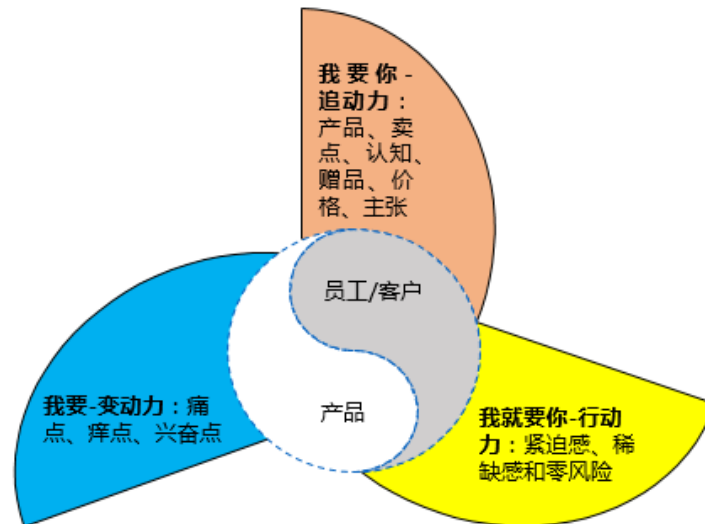 我要你-
追动力：
产品、卖
点、认知、
赠品、价
格、主张
员工/客户
产品
我要-变动力：痛
点、痒点、兴奋点
我就要你-行动
力：紧迫感、稀
缺感和零风险